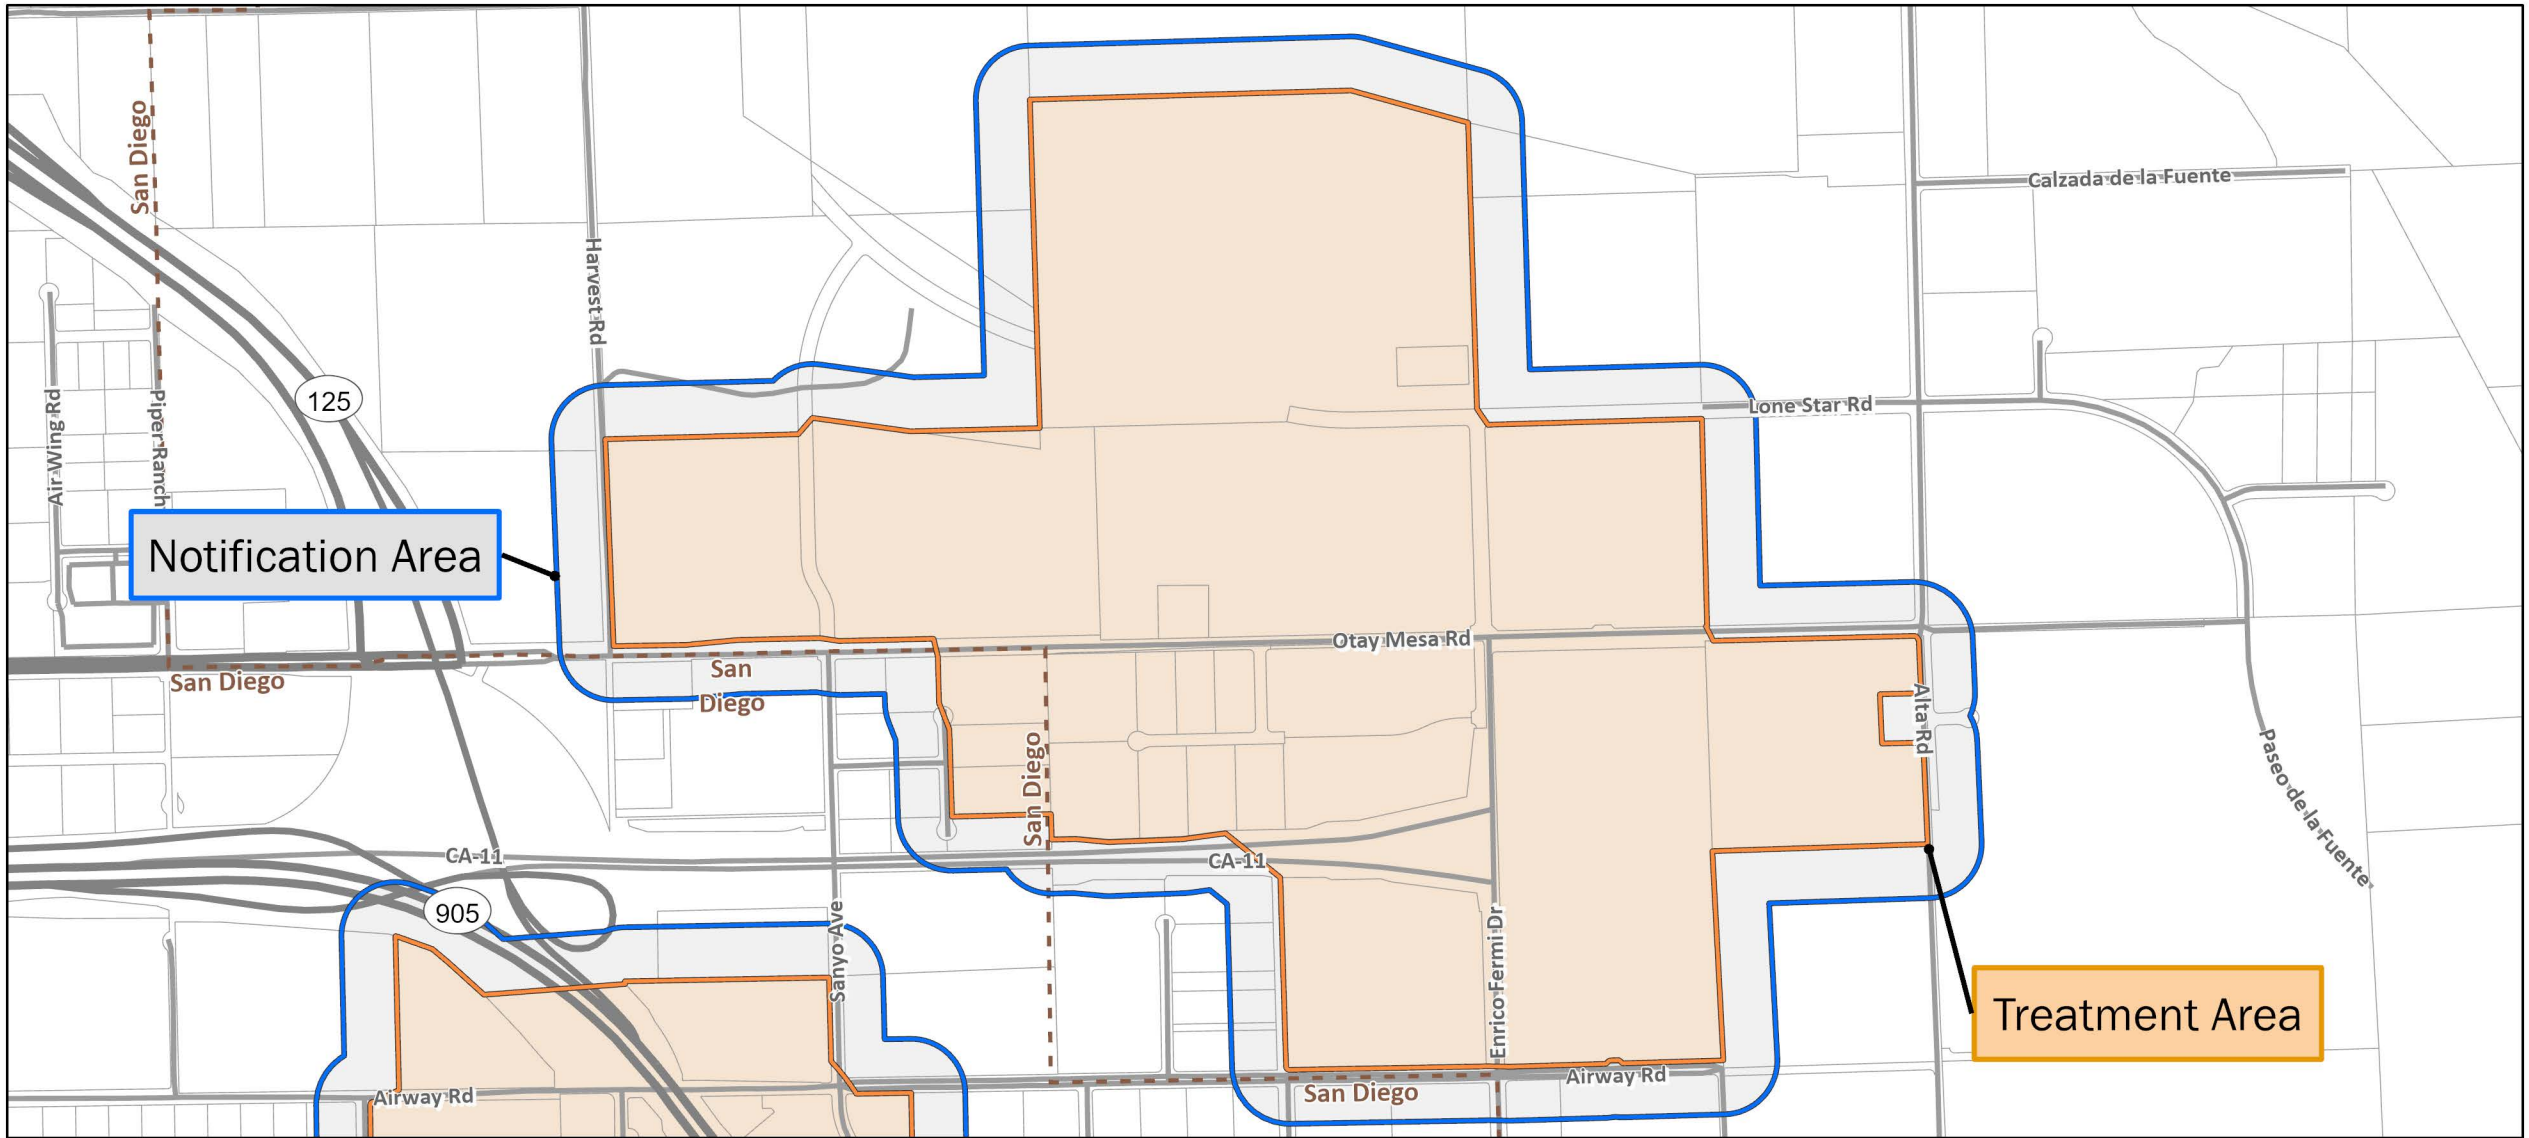 San Diego
Calzada de la Fuente
Harvest Rd
125
Air Wing Rd
Piper Ranch
Lone Star Rd
Notification Area
Otay Mesa Rd
San Diego
San
Diego
Alta Rd
San Diego
Paseo de la Fuente
CA-11
CA-11
905
Sanyo Ave
Enrico Fermi Dr
Treatment Area
Airway Rd
San Diego
Airway Rd